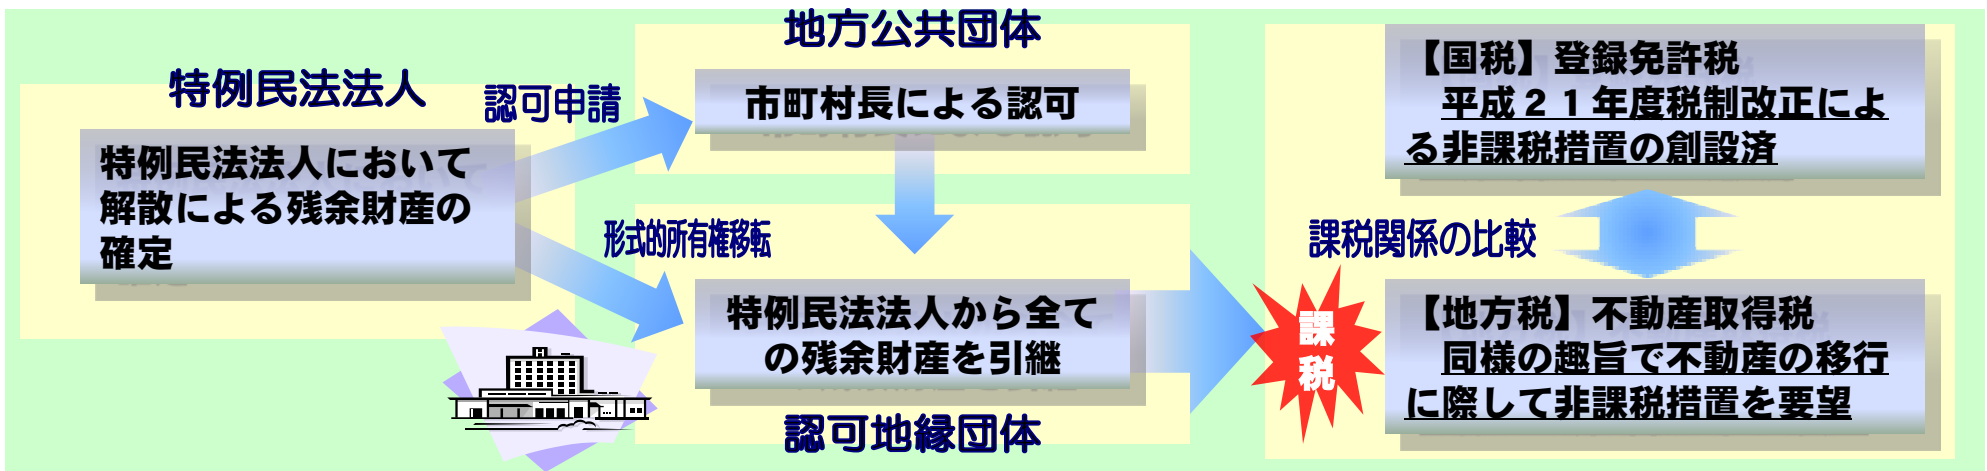 特例民法法人
特例民法法人において
解散による残余財産の
確定
認可申請
形式的所有権移転
地方公共団体
市町村長による認可
特例民法法人から全て
の残余財産を引継
認可地縁団体
課
税
【国税】登録免許税
平成２１年度税制改正によ
る非課税措置の創設済
課税関係の比較
【地方税】不動産取得税
同様の趣旨で不動産の移行
に際して非課税措置を要望
H